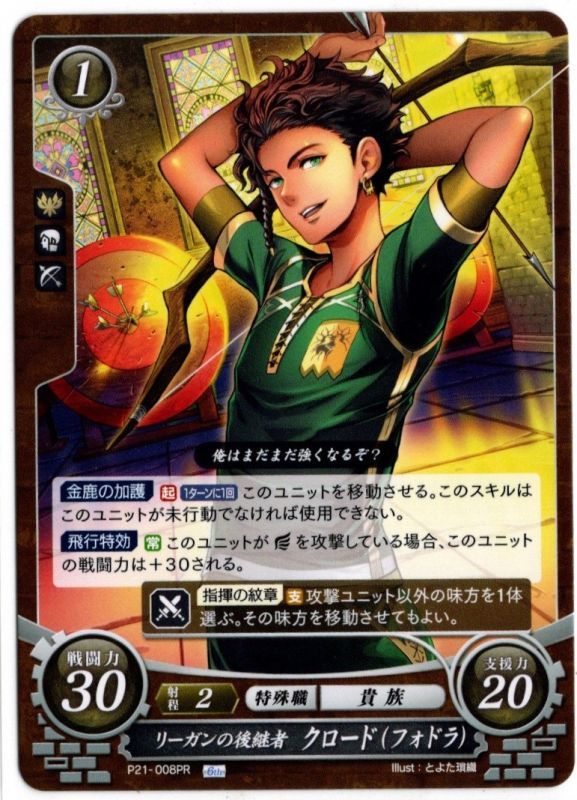 1
俺はまだまだ強くなるぞ?
金鹿の加護 起 1ターンに1回 このユニットを移動させる。このスキルは
このユニットが未行動でなければ使用できない。
飛行特効 常 このユニットが を攻撃している場合、このユニット
の戦闘力は+30される。
指揮の紋章 支 攻撃ユニット以外の味方を1体
選ぶ。その味方を移動させてもよい。
戦闘力 30 射程 2 特殊職 貴族 支援力 20
リーガンの後継者 クロード(フォドラ)
P21-008PR 6th Illust:とよた瑣織